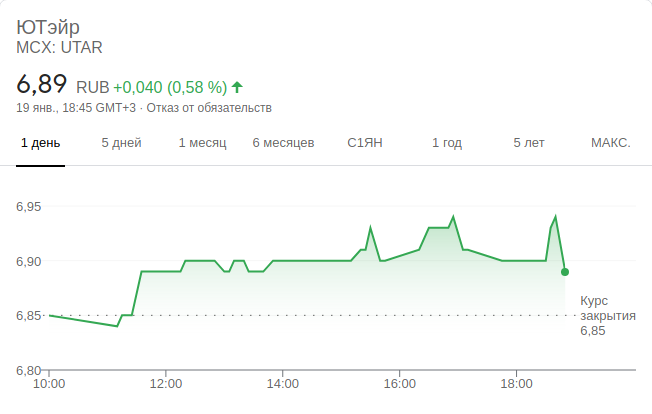 ЮТэйр
MCX: UTAR
6,89 RUB +0,040 (0,58 %)
19 янв., 18:45 GMT+3 · Отказ от обязательств
1 день 5 дней 1 месяц 6 месяцев С1ЯН 1 год 5 лет МАКС.
6,95
6,90
6,85
6,80
Курс
закрытия
6,85
10:00 12:00 14:00 16:00 18:00